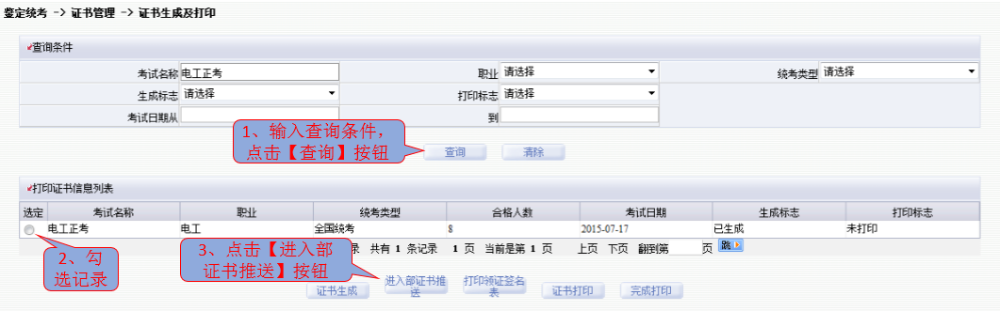 鉴定统考 -> 证书管理 -> 证书生成及打印
查询条件
考试名称 电工正考 职业 请选择 统考类型 请选择
生成标志 请选择 打印标志 请选择
考试日期从 到
1、输入查询条件，
点击【查询】按钮
查询 清除
打印证书信息列表
选定 考试名称 职业 统考类型 合格人数 考试日期 生成标志 打印标志
电工正考 电工 全国统考 8 2015-07-17 已生成 未打印
录 共有 1 条记录 1 页 当前是第 1 页 上页 下页 翻到第 页 跳
2、勾
选记录
3、点击【进入部
证书推送】按钮
证书生成 进入部证书推
送 打印领证签名
表 证书打印 完成打印